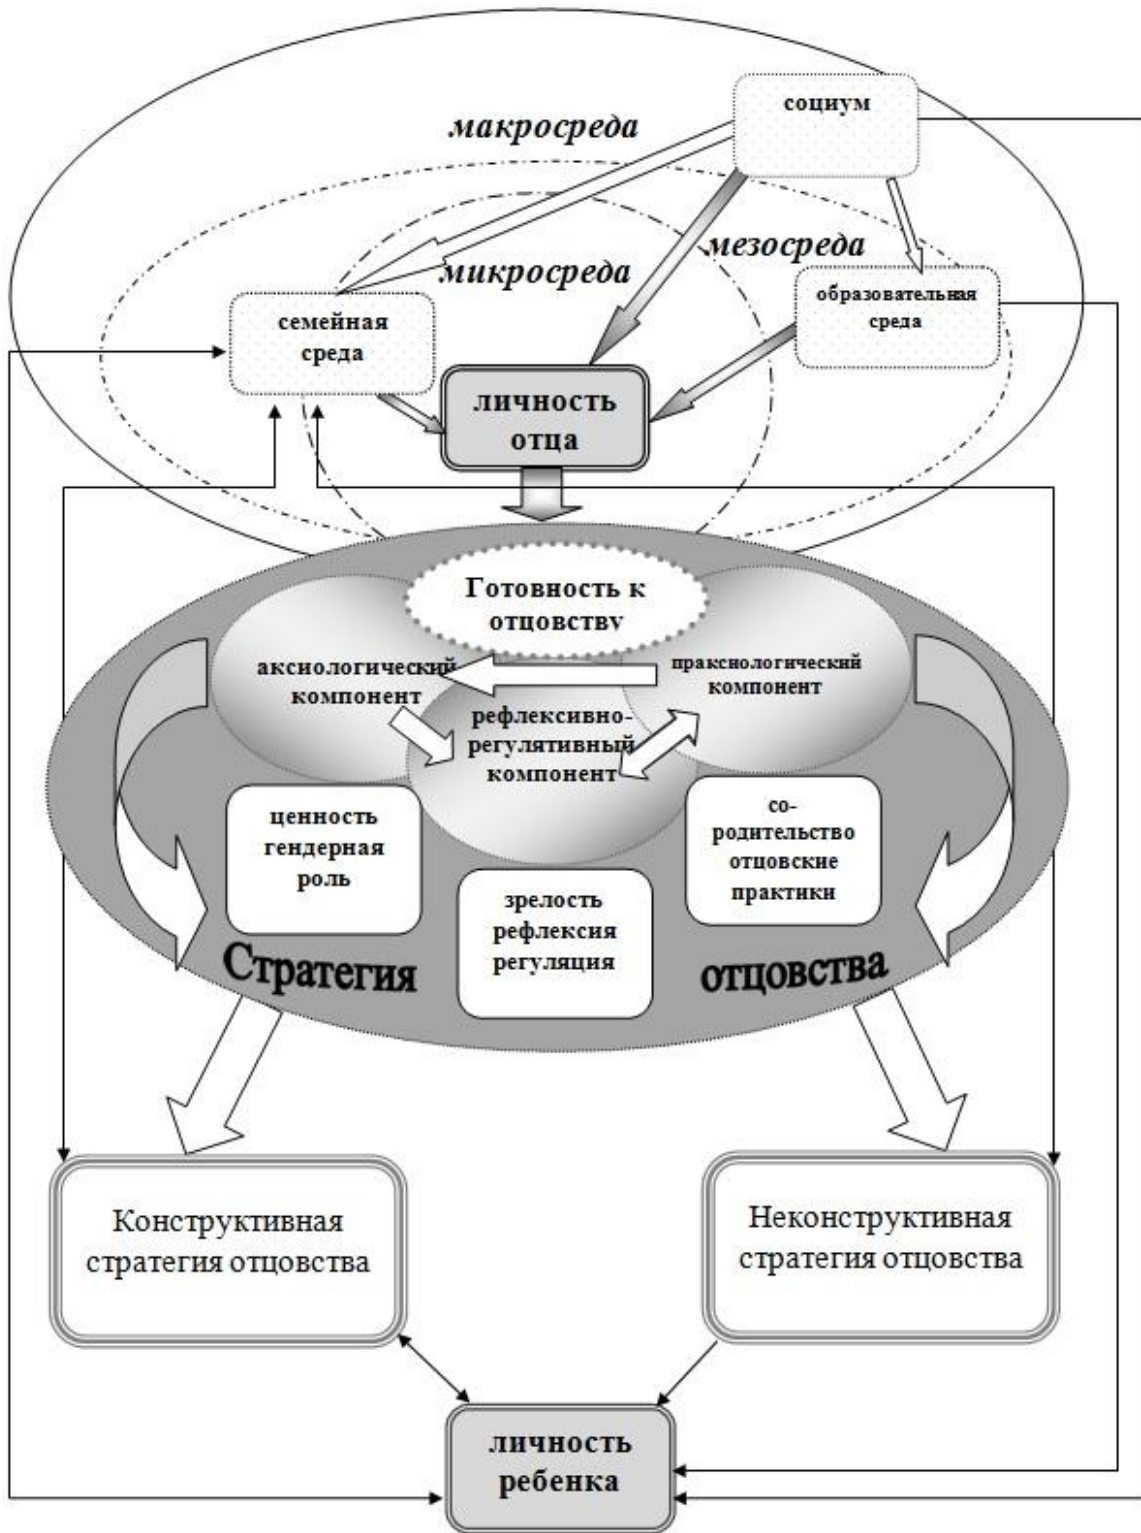 социум
макросреда
мезосреда
микросреда
образовательная
среда
семейная
среда
личность
отца
Готовность к
отцовству
аксиологический
компонент
праксиологический
компонент
рефлексивно-
регулятивный
компонент
ценность
гендерная
роль
со-
родительство
отцовские
практики
зрелость
рефлексия
регуляция
Стратегия
отцовства
Конструктивная
стратегия отцовства
Неконструктивная
стратегия отцовства
личность
ребенка